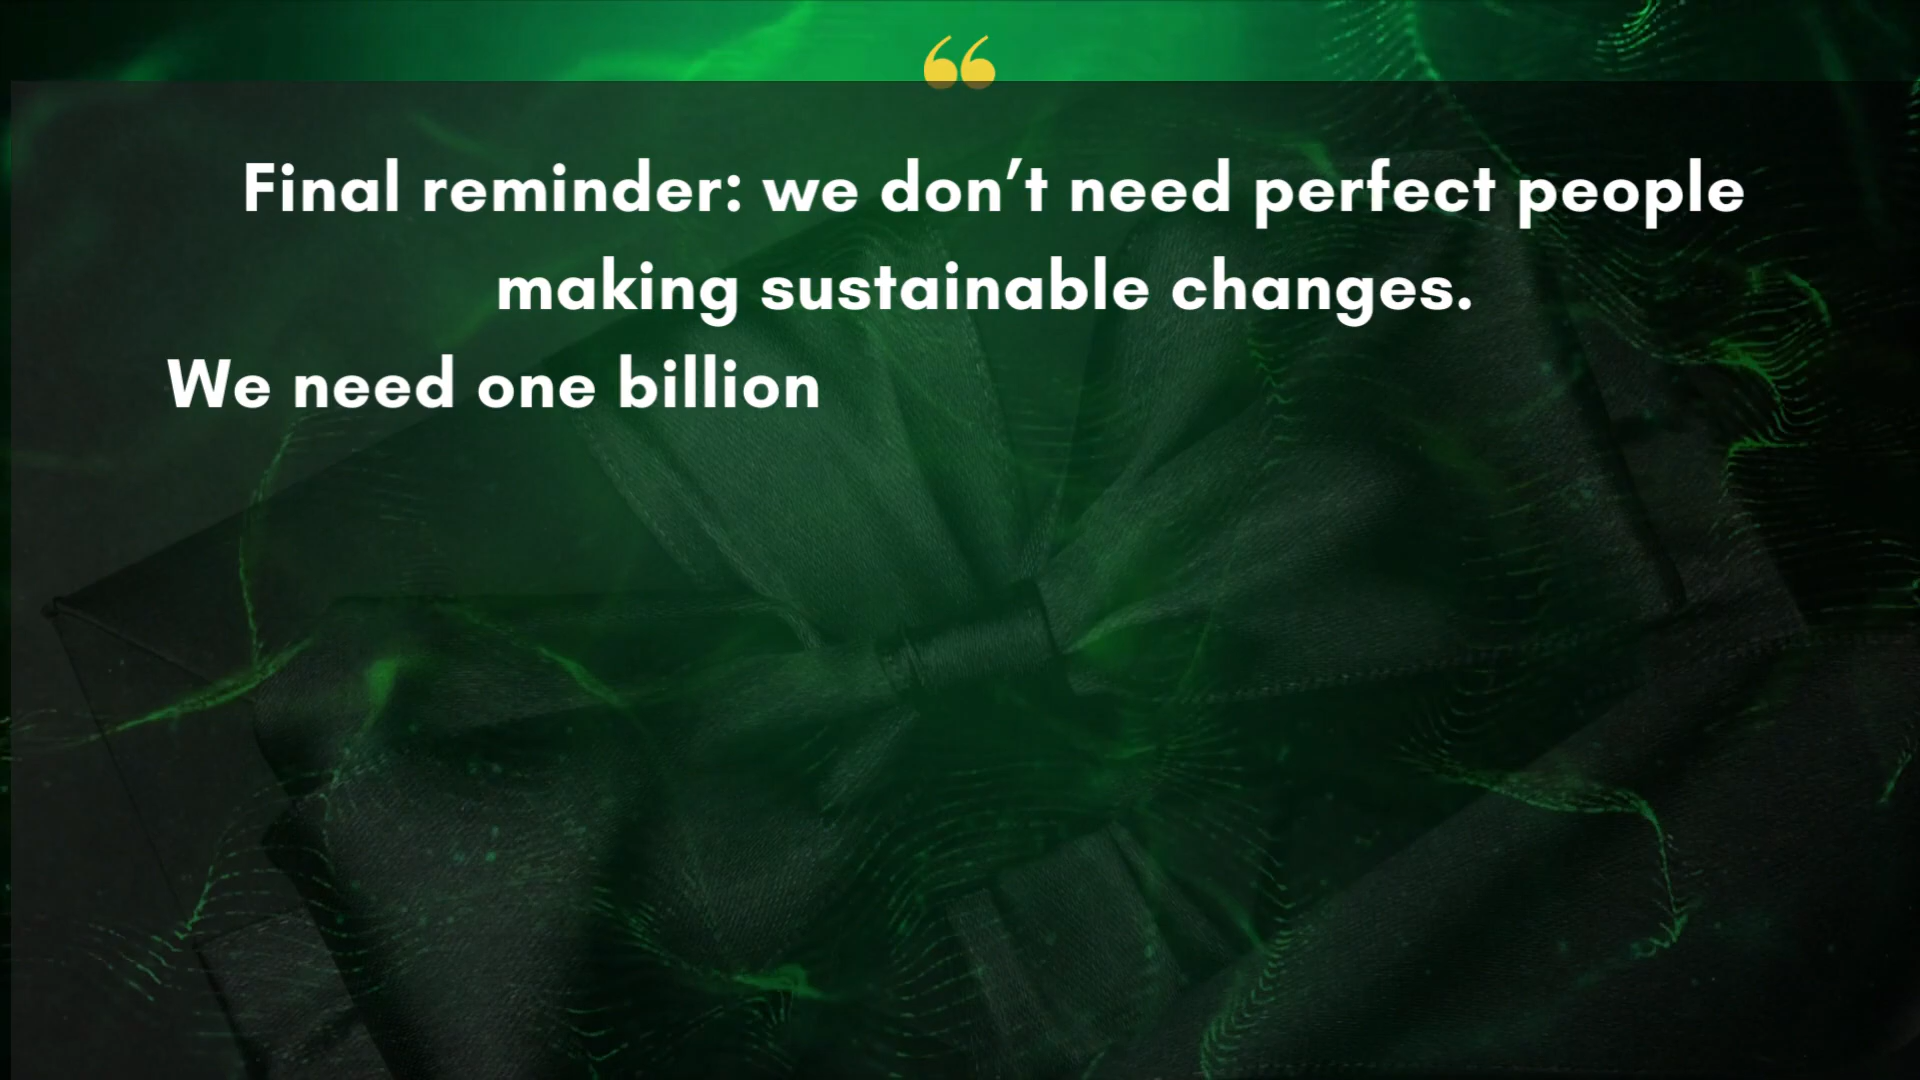 “
Final reminder: we don’t need perfect people
making sustainable changes.
We need one billion